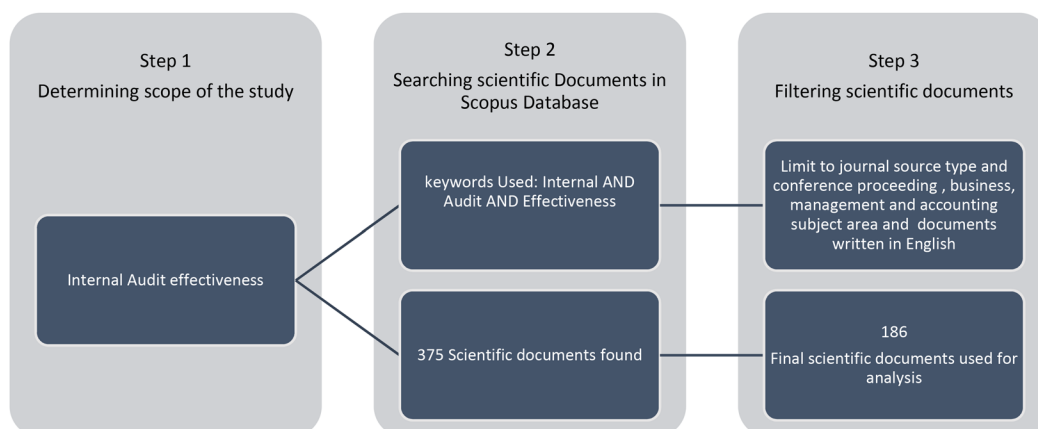 Step 1
Determining scope of the study
Internal Audit effectiveness
Step 2
Searching scientific Documents in
Scopus Database
keywords Used: Internal AND
Audit AND Effectiveness
375 Scientific documents found
Step 3
Filtering scientific documents
Limit to journal source type and
conference proceeding , business,
management and accounting
subject area and  documents
written in English
186
Final scientific documents used for
analysis